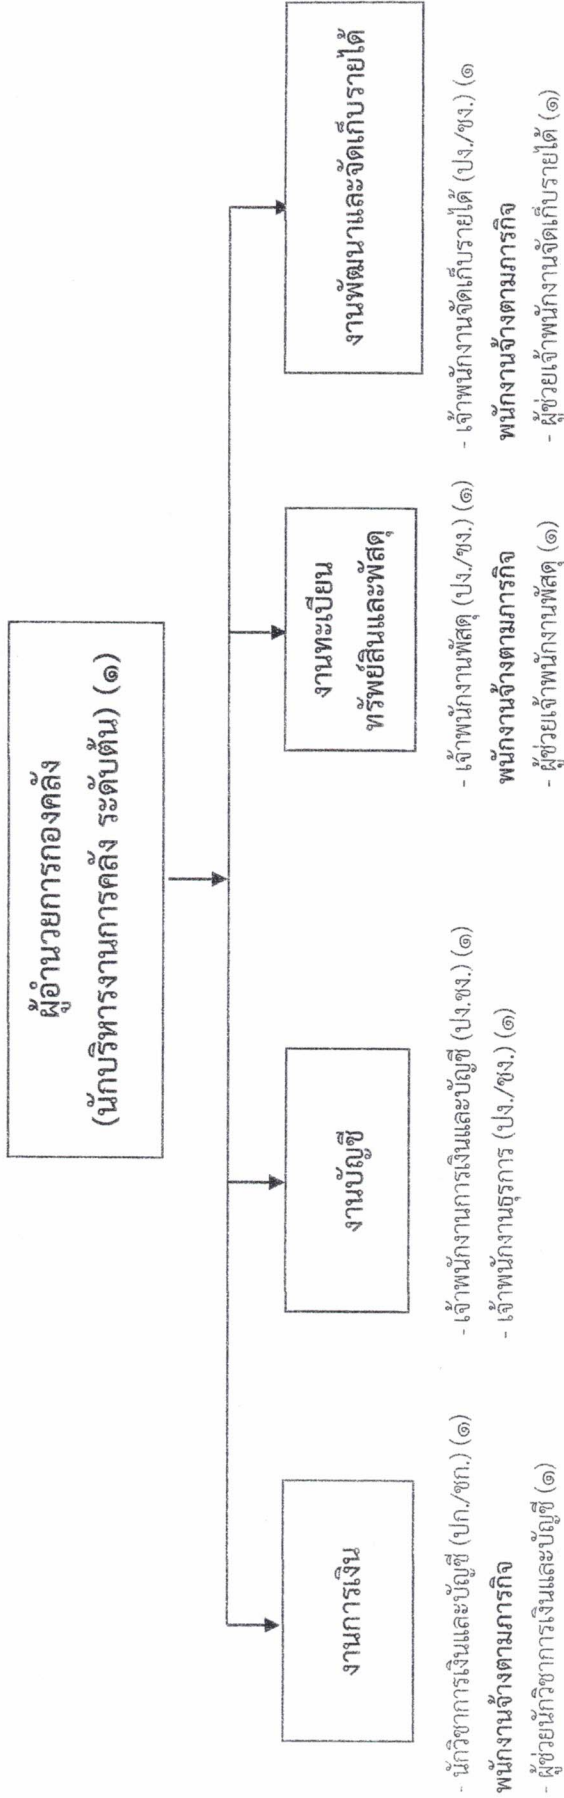 ผู้อำนวยการกองคลัง
(นักบริหารงานการคลัง ระดับต้น) (๑)
งานการเงิน
- นักวิชาการเงินและบัญชี (ปก./ชก.) (๑)
พนักงานจ้างตามภารกิจ
- ผู้ช่วยนักวิชาการเงินและบัญชี (๑)
งานบัญชี
- เจ้าพนักงานการเงินและบัญชี (ปง.ชง.) (๑)
- เจ้าพนักงานธุรการ (ปง./ชง.) (๑)
งานทะเบียน
ทรัพย์สินและพัสดุ
- เจ้าพนักงานพัสดุ (ปง./ชง.) (๑)
พนักงานจ้างตามภารกิจ
- ผู้ช่วยเจ้าพนักงานพัสดุ (๑)
งานพัฒนาและจัดเก็บรายได้
- เจ้าพนักงานจัดเก็บรายได้ (ปง./ชง.) (๑
พนักงานจ้างตามภารกิจ
- ผู้ช่วยเจ้าพนักงานจัดเก็บรายได้ (๑)